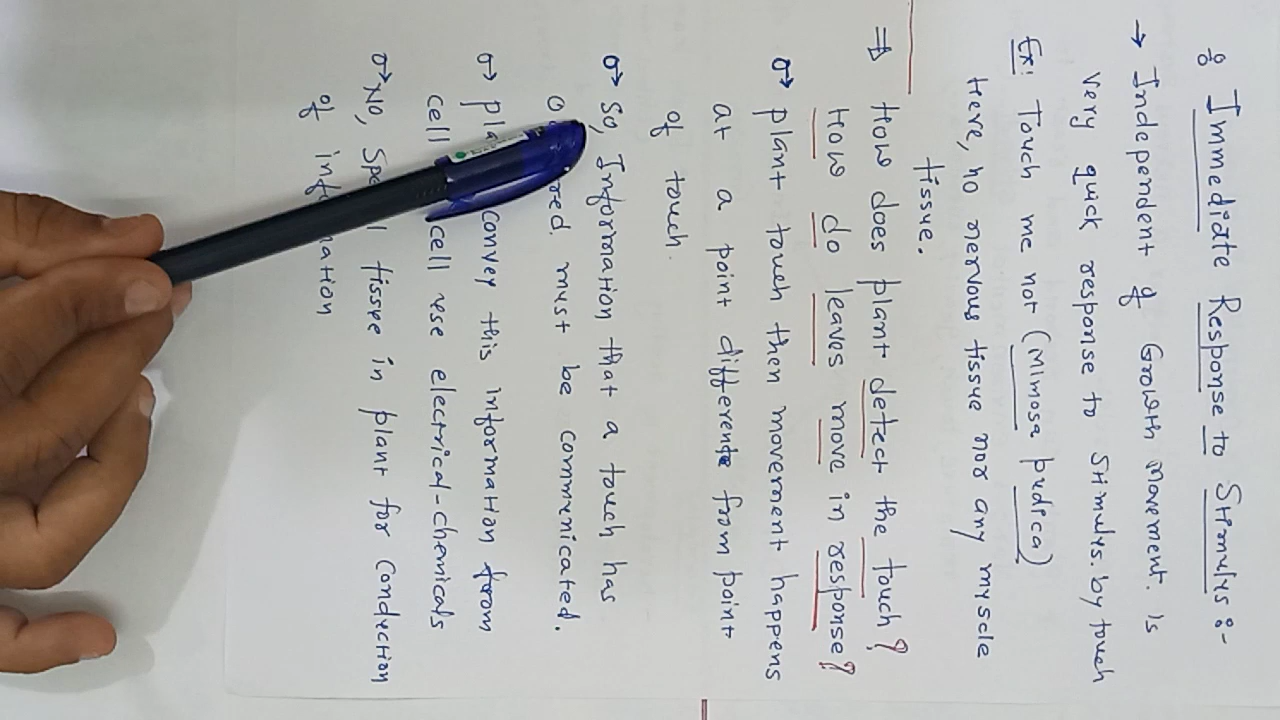 Immediate Response to Stimulus :-
→ Independent of Growth movement. Is
very quick response to stimulus. by touch
Ex: Touch me not (Mimosa pudica)
Here, no nervous tissue nor any muscle
tissue.
⇒ How does plant detect the touch?
How do leaves move in response?
→ plant touch then movement happens
at a point different from point
of touch.
→ So, Information that a touch has
must be communicated.
→ convey this information from
cell cell use electrical-chemicals
→ No, tissue in plant for conduction
of